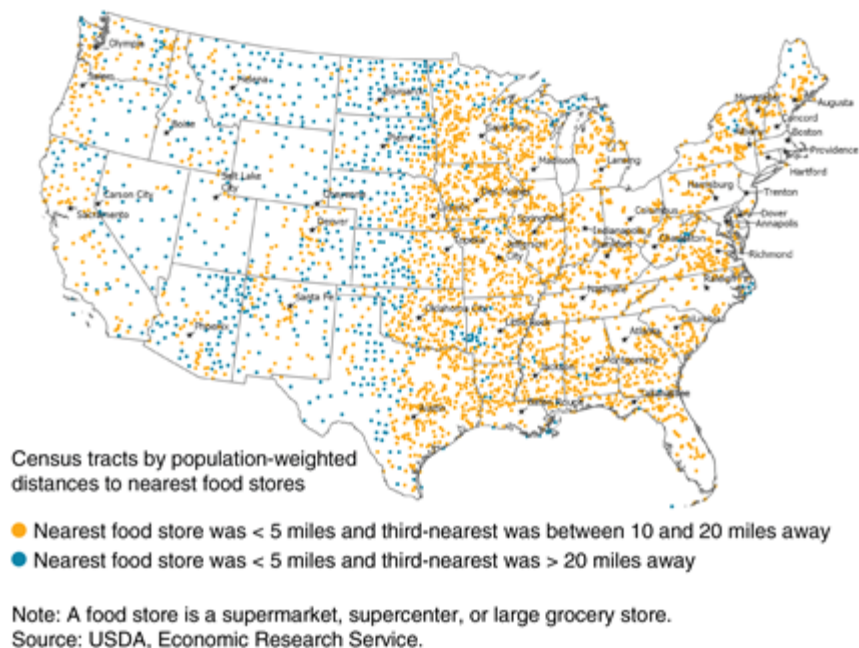 Olympia
Salem
Helena
Boise
Salt Lake
City
Carson City
Sacramento
Denver
Santa Fe
Phoenix
Oklahoma City
Little Rock
Austin
Madison
Lansing
Des Moines
Springfield
Indianapolis
Columbus
Charleston
Nashville
Atlanta
Montgomery
Jackson
Baton Rouge
Tallahassee
Columbia
Topeka
Jefferson
City
Harrisburg
Albany
Montpelier
Augusta
Concord
Boston
Providence
Hartford
Trenton
Dover
Annapolis
Richmond
Census tracts by population-weighted
distances to nearest food stores
Nearest food store was < 5 miles and third-nearest was between 10 and 20 miles away
Nearest food store was < 5 miles and third-nearest was > 20 miles away
Note: A food store is a supermarket, supercenter, or large grocery store.
Source: USDA, Economic Research Service.